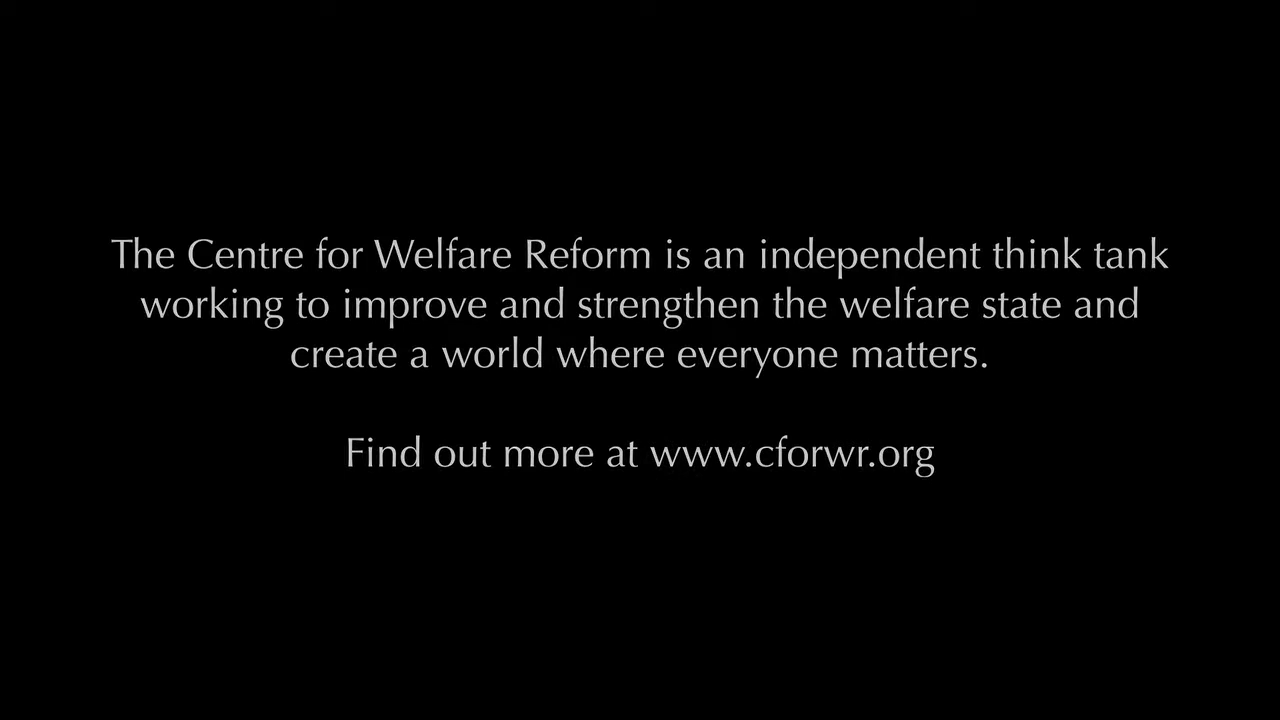 The Centre for Welfare Reform is an independent think tank
working to improve and strengthen the welfare state and
create a world where everyone matters.
Find out more at www.cforwr.org